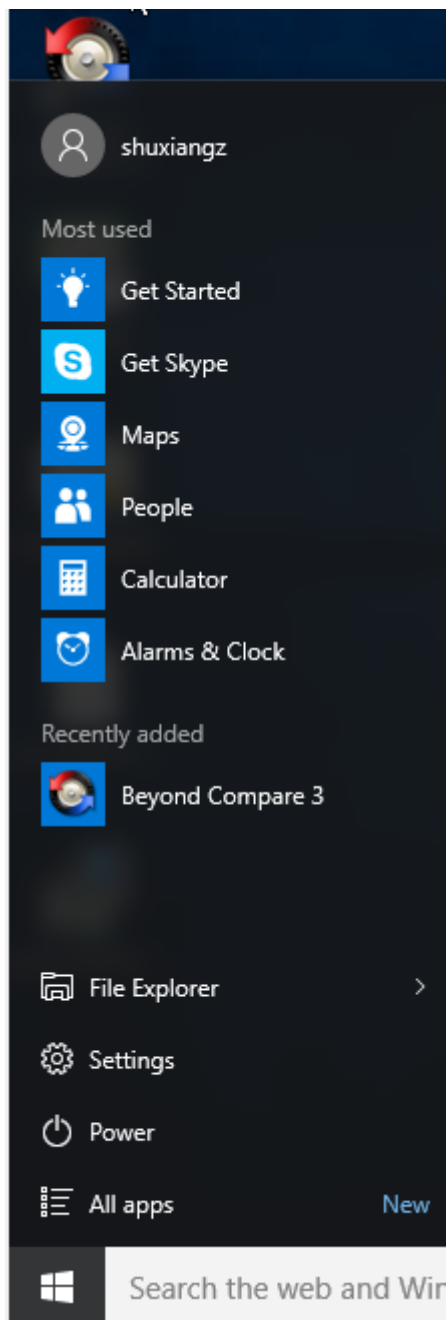 shuxiangz
Most used
Get Started
Get Skype
Maps
People
Calculator
Alarms & Clock
Recently added
Beyond Compare 3
File Explorer
Settings
Power
All apps New
Search the web and Win